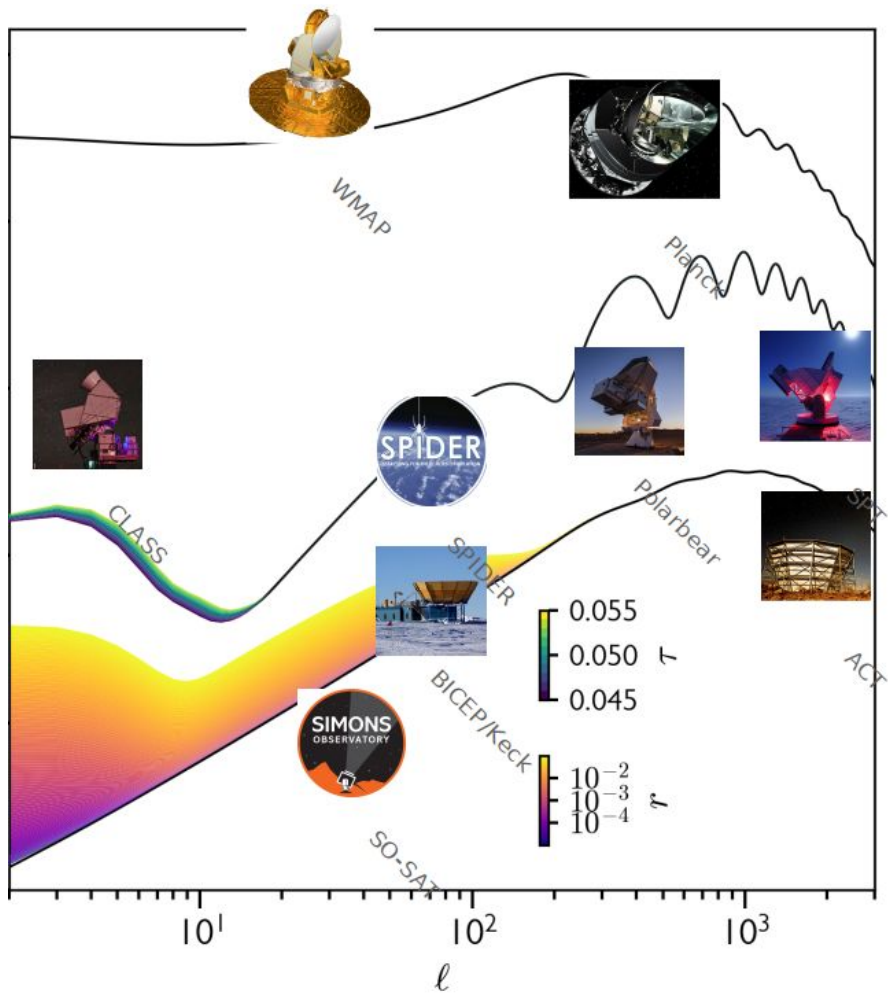 WMAP
Planck
CLASS
SPIDER
SPIDER
Polarbear
SPT
BICEP/Keck
ACT
SIMONS
OBSERVATORY
SO-SAT
0.055
0.050
0.045
τ
10⁻²
10⁻³
10⁻⁴
r
10¹
10²
10³
ℓ